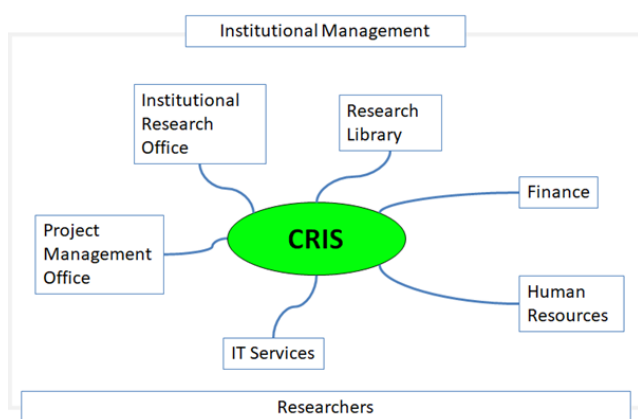 Institutional Management
Institutional
Research
Office
Research
Library
Finance
CRIS
Project
Management
Office
Human
Resources
IT Services
Researchers